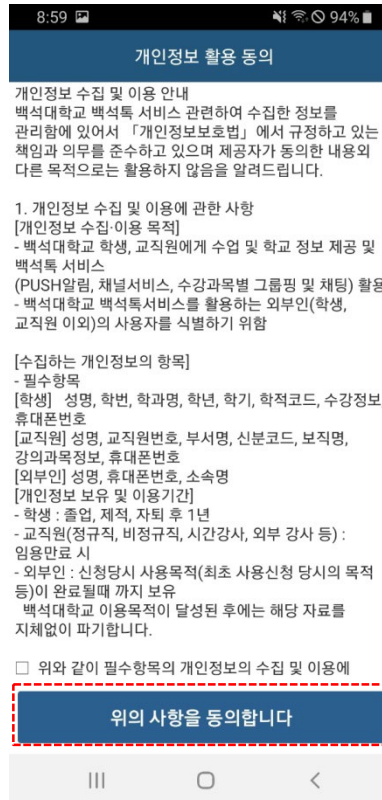 8:59 94%
개인정보 활용 동의
개인정보 수집 및 이용 안내
백석대학교 백석톡 서비스 관련하여 수집한 정보를
관리함에 있어서 「개인정보보호법」에서 규정하고 있는
책임과 의무를 준수하고 있으며 제공자가 동의한 내용외
다른 목적으로는 활용하지 않음을 알려드립니다.
1. 개인정보 수집 및 이용에 관한 사항
[개인정보 수집·이용 목적]
- 백석대학교 학생, 교직원에게 수업 및 학교 정보 제공 및
백석톡 서비스
(PUSH알림, 채널서비스, 수강과목별 그룹핑 및 채팅) 활용
- 백석대학교 백석톡서비스를 활용하는 외부인(학생,
교직원 이외)의 사용자를 식별하기 위함
[수집하는 개인정보의 항목]
- 필수항목
[학생] 성명, 학번, 학과명, 학년, 학기, 학적코드, 수강정보
휴대폰번호
[교직원] 성명, 교직원번호, 부서명, 신분코드, 보직명,
강의과목정보, 휴대폰번호
[외부인] 성명, 휴대폰번호, 소속명
[개인정보 보유 및 이용기간]
- 학생 : 졸업, 제적, 자퇴 후 1년
- 교직원(정규직, 비정규직, 시간강사, 외부 강사 등) :
임용만료 시
- 외부인 : 신청당시 사용목적(최초 사용신청 당시의 목적
등)이 완료될때 까지 보유
백석대학교 이용목적이 달성된 후에는 해당 자료를
지체없이 파기합니다.
□ 위와 같이 필수항목의 개인정보의 수집 및 이용에
위의 사항을 동의합니다